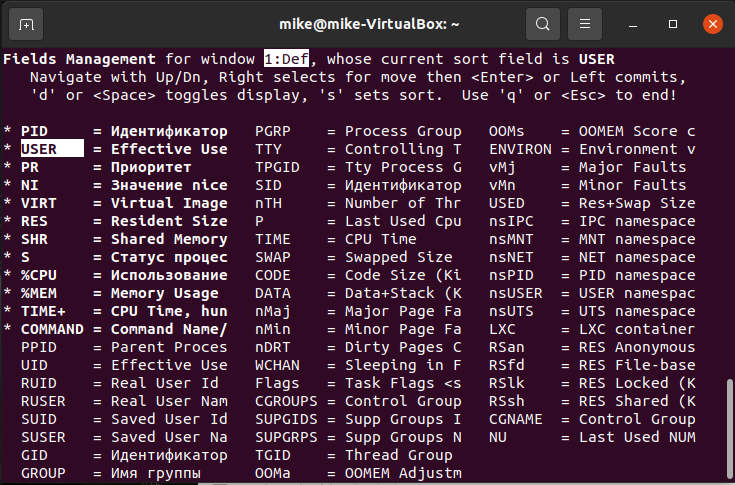 mike@mike-VirtualBox: ~
Fields Management for window 1:Def, whose current sort field is USER
Navigate with Up/Dn, Right selects for move then <Enter> or Left commits,
'd' or <Space> toggles display, 's' sets sort. Use 'q' or <Esc> to end!
* PID = Идентификатор PGRP = Process Group OOMs = OOMEM Score c
* USER = Effective Use TTY = Controlling T ENVIRON = Environment v
* PR = Приоритет TPGID = Tty Process G vMj = Major Faults
* NI = Значение nice SID = Идентификатор vMn = Minor Faults
* VIRT = Virtual Image nTH = Number of Thr USED = Res+Swap Size
* RES = Resident Size P = Last Used Cpu nsIPC = IPC namespace
* SHR = Shared Memory TIME = CPU Time nsMNT = MNT namespace
* S = Статус процес SWAP = Swapped Size nsNET = NET namespace
* %CPU = Использование CODE = Code Size (Ki nsPID = PID namespace
* %MEM = Memory Usage DATA = Data+Stack (K nsUSER = USER namespac
* TIME+ = CPU Time, hun nMaj = Major Page Fa nsUTS = UTS namespace
* COMMAND = Command Name/ nMin = Minor Page Fa LXC = LXC container
PPID = Parent Proces nDRT = Dirty Pages C RSan = RES Anonymous
UID = Effective Use WCHAN = Sleeping in F RSfd = RES File-base
RUID = Real User Id Flags = Task Flags <s RSlk = RES Locked (K
RUSER = Real User Nam CGROUPS = Control Group RSsh = RES Shared (K
SUID = Saved User Id SUPGIDS = Supp Groups I CGNAME = Control Group
SUSER = Saved User Na SUPGRPS = Supp Groups N NU = Last Used NUM
GID = Идентификатор TGID = Thread Group
GROUP = Имя группы OOMa = OOMEM Adjustm